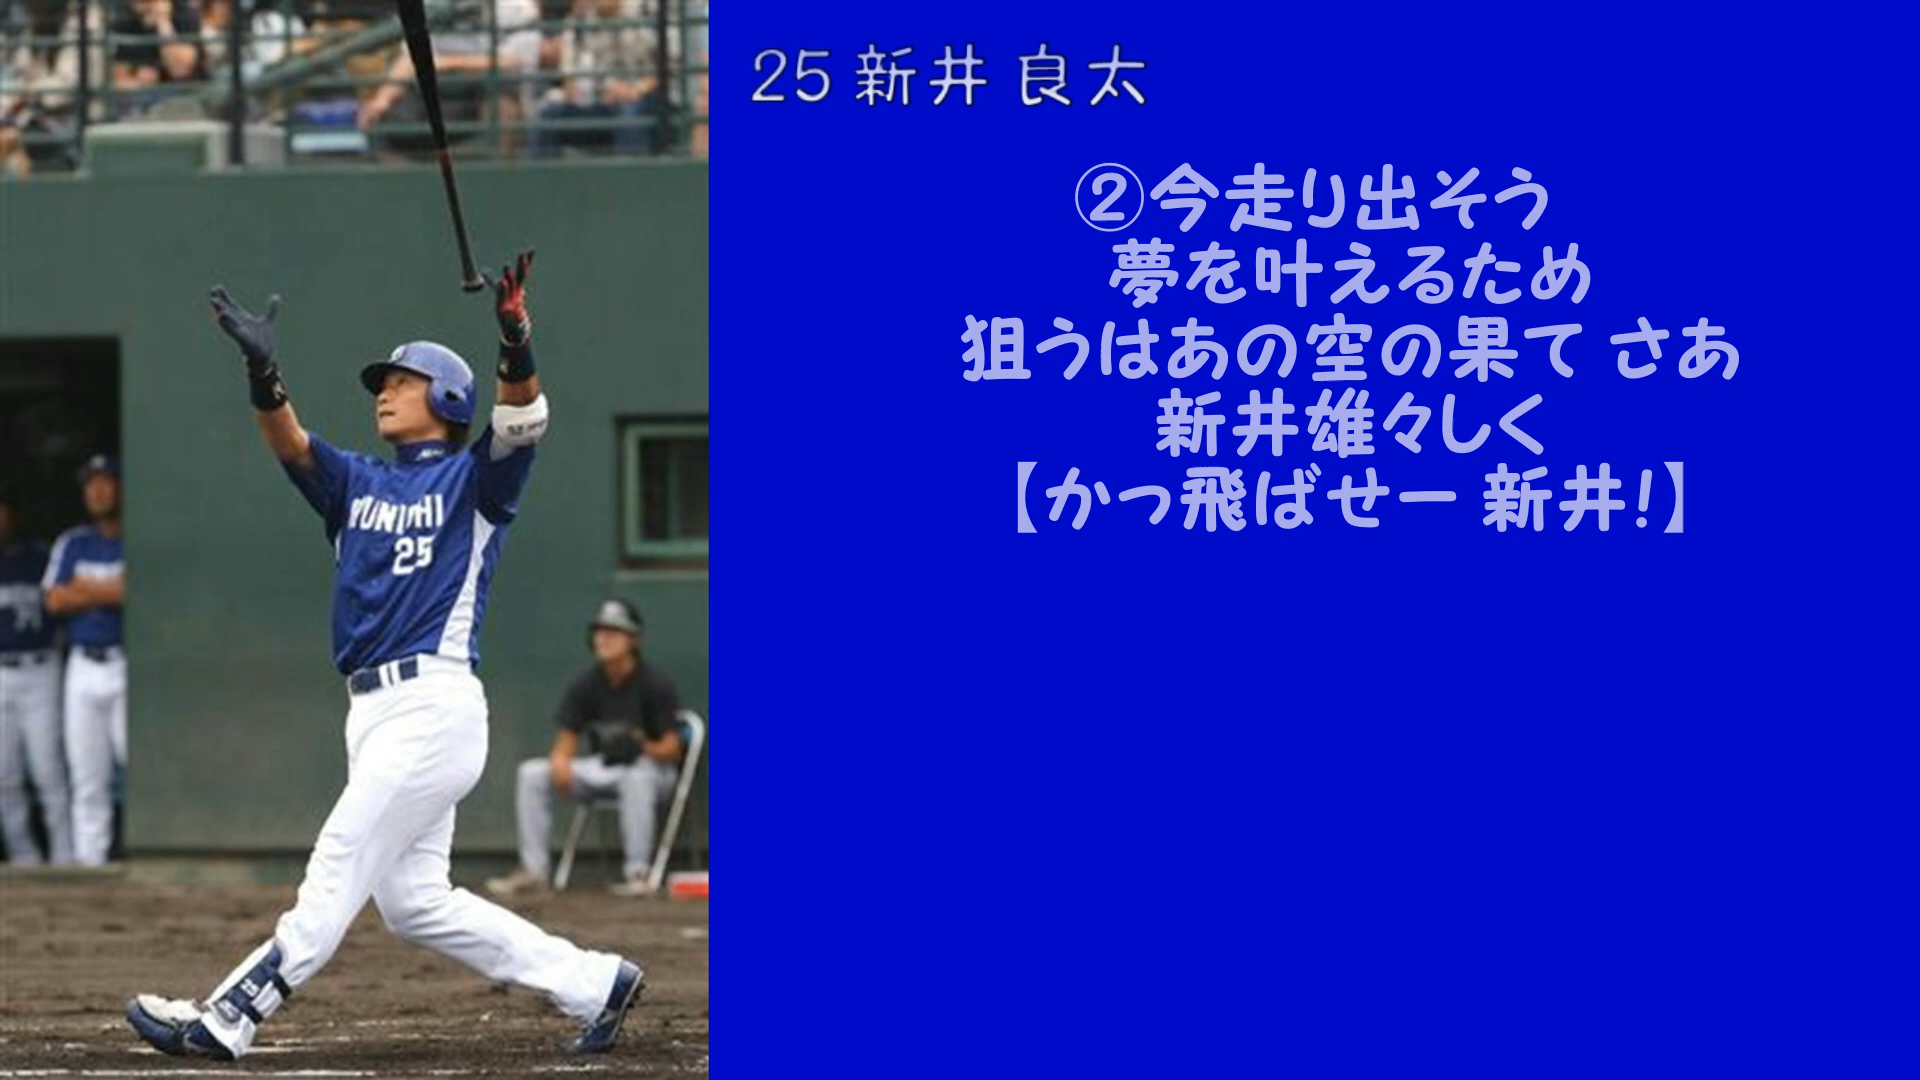 25 新井 良太
②今走り出そう
夢を叶えるため
狙うはあの空の果て さあ
新井雄々しく
【かっ飛ばせー 新井!】
25
25